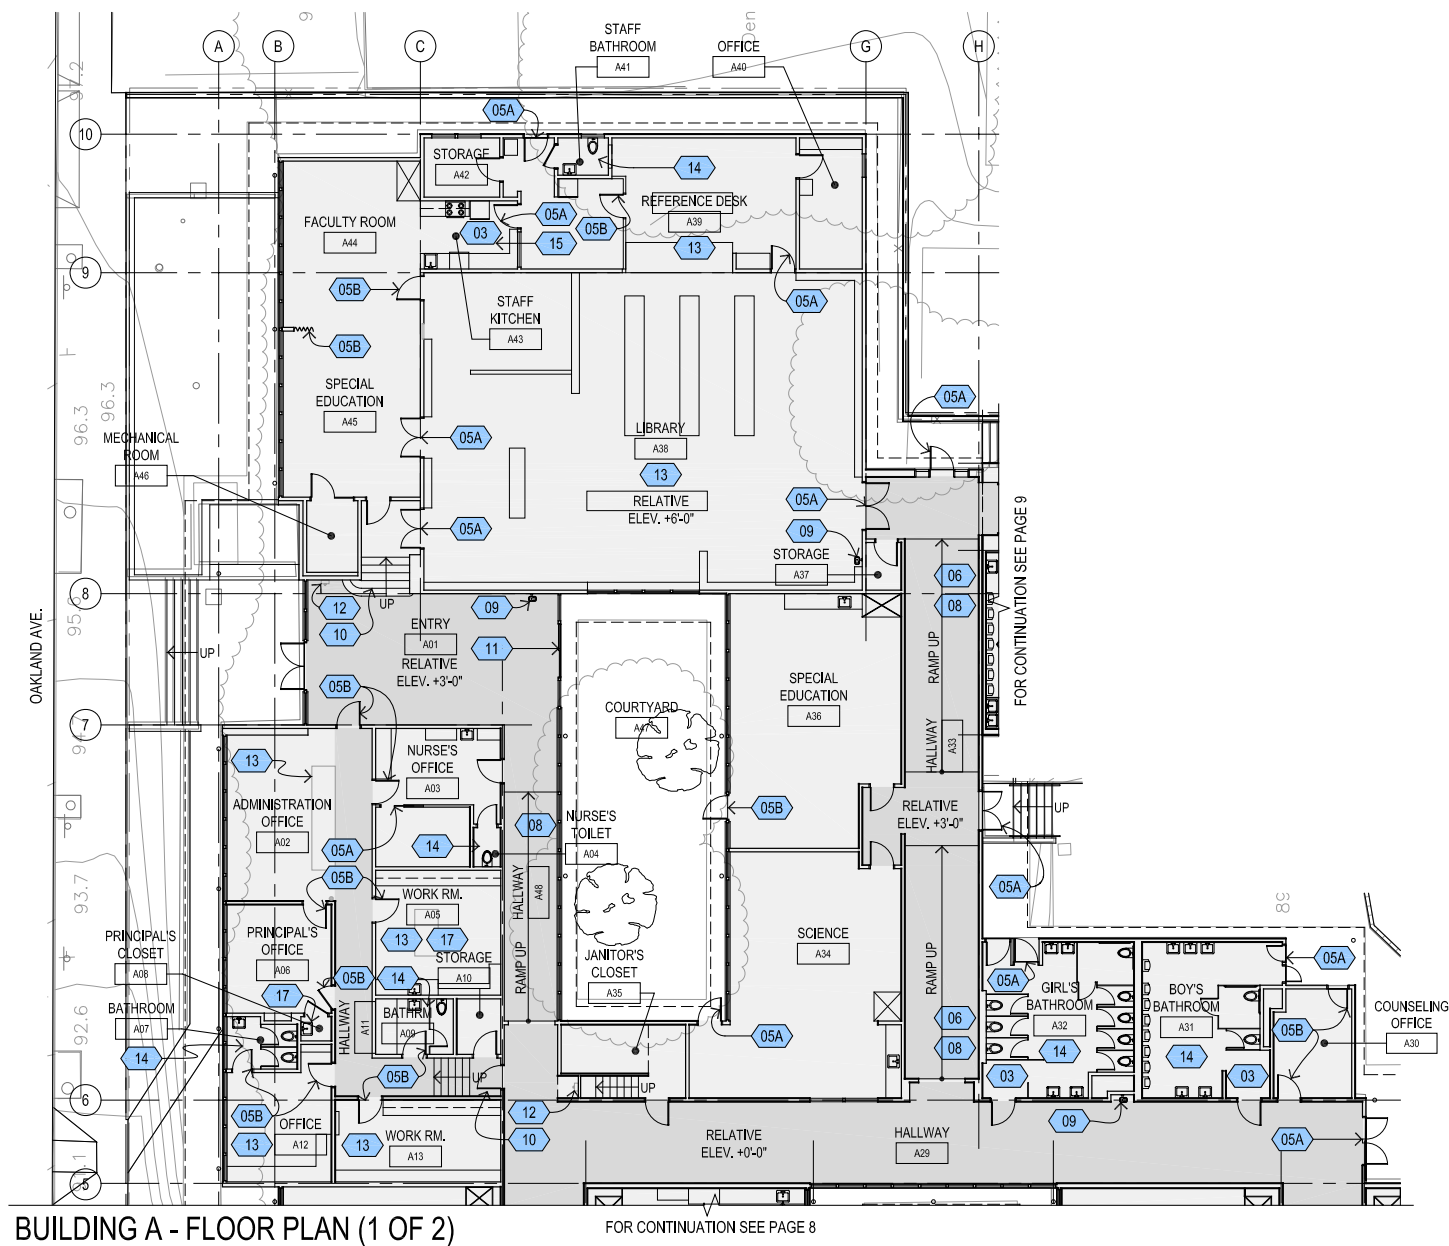 A
B
C
G
H
10
9
8
7
6
5
STAFF
BATHROOM
A41
OFFICE
A40
05A
STORAGE
A42
14
REFERENCE DESK
A39
13
05A
03
15
05B
FACULTY ROOM
A44
05B
05B
STAFF
KITCHEN
A43
05A
05A
SPECIAL
EDUCATION
A45
05A
LIBRARY
A38
13
RELATIVE
ELEV. +6'-0"
MECHANICAL
ROOM
A46
05A
05A
09
STORAGE
A37
FOR CONTINUATION SEE PAGE 9
96.3
96.3
OAKLAND AVE.
12
10
UP
09
ENTRY
A01
11
RELATIVE
ELEV. +3'-0"
UP
05B
06
08
RAMP UP
HALLWAY
A33
SPECIAL
EDUCATION
A36
COURTYARD
A47
13
NURSE'S
OFFICE
A03
ADMINISTRATION
OFFICE
A02
08
05B
RELATIVE
ELEV. +3'-0"
UP
NURSE'S
TOILET
A04
14
05A
05B
05A
93.7
89
HALLWAY
A48
RAMP UP
WORK RM.
A05
13
17
PRINCIPAL'S
CLOSET
A08
PRINCIPAL'S
OFFICE
A06
05B
14
STORAGE
A10
SCIENCE
A34
JANITOR'S
CLOSET
A35
RAMP UP
05A
GIRL'S
BATHROOM
A32
14
BOY'S
BATHROOM
A31
14
05A
05B
COUNSELING
OFFICE
A30
92.6
BATHROOM
A07
14
17
HALLWAY
A11
BATHRM
A09
05A
06
08
05B
UP
UP
03
03
05B
13
OFFICE
A12
13
WORK RM.
A13
12
10
09
05A
RELATIVE
ELEV. +0'-0"
HALLWAY
A29
BUILDING A - FLOOR PLAN (1 OF 2)
FOR CONTINUATION SEE PAGE 8